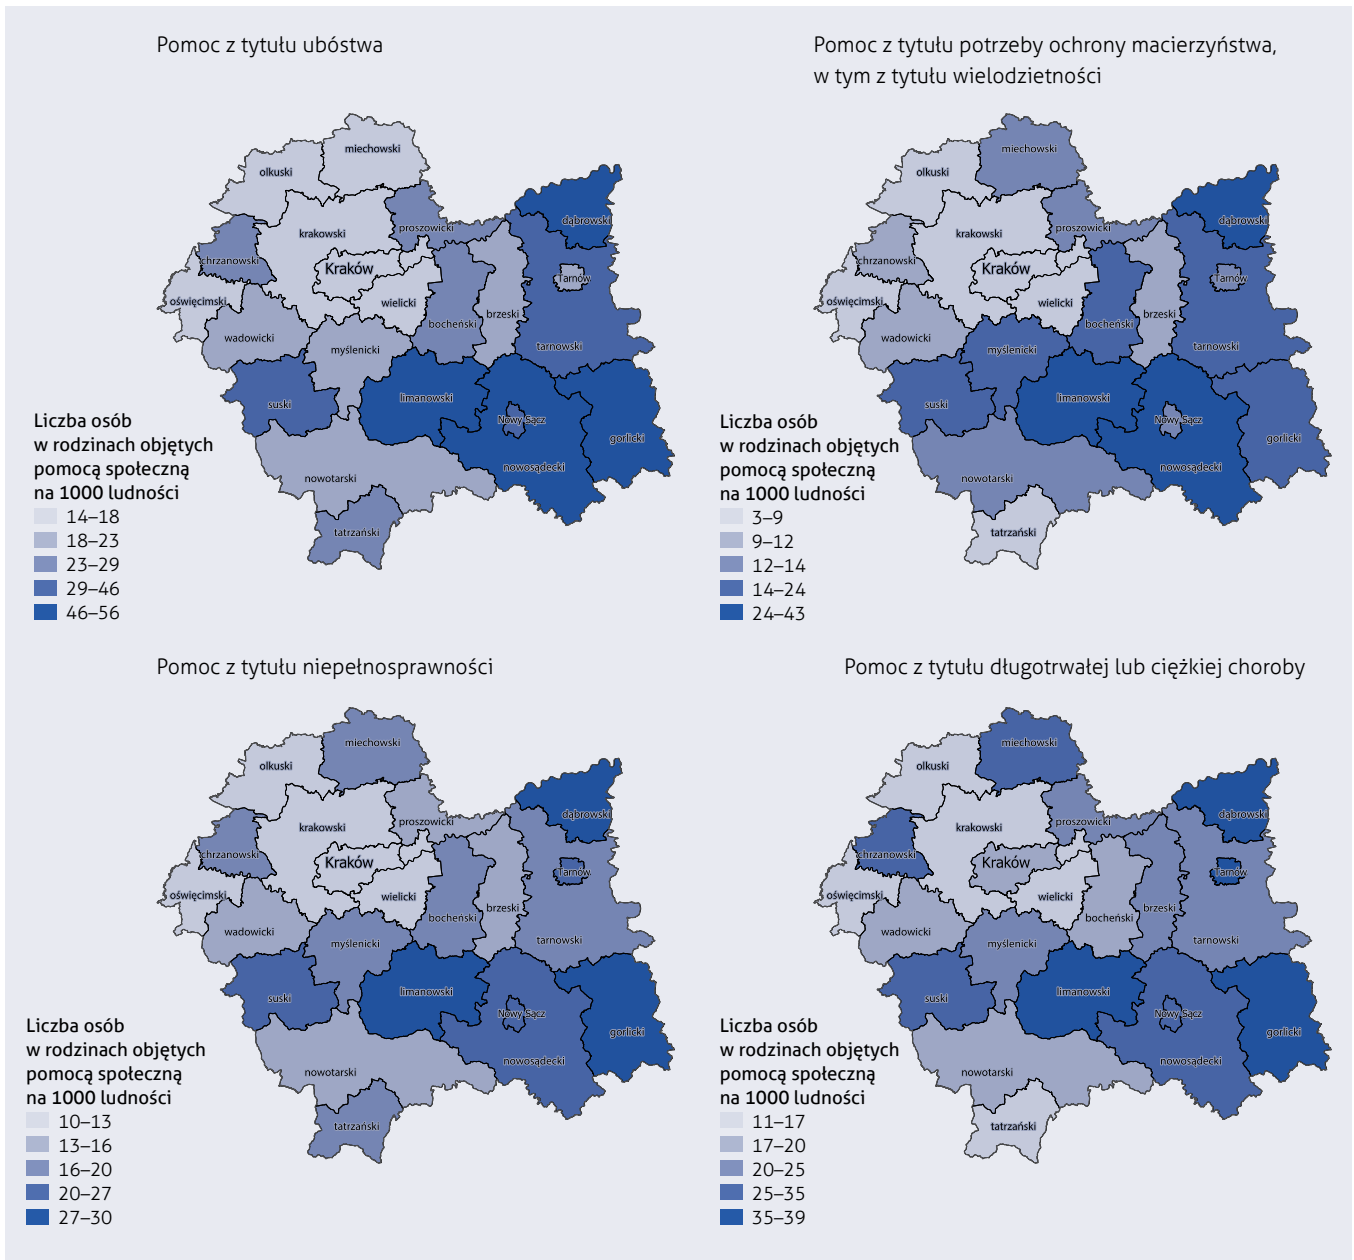 Pomoc z tytułu ubóstwa
miechowski
olkuski
dąbrowski
proszowicki
krakowski
chrzanowski
Kraków
Tarnów
oświęcimski
wielicki
brzeski
bocheński
wadowicki
myślenicki
tarnowski
limanowski
suski
Nowy Sącz
gorlicki
nowosądecki
nowotarski
tatrzański
Liczba osób
w rodzinach objętych
pomocą społeczną
na 1000 ludności
14–18
18–23
23–29
29–46
46–56
Pomoc z tytułu potrzeby ochrony macierzyństwa,
w tym z tytułu wielodzietności
miechowski
olkuski
dąbrowski
proszowicki
krakowski
chrzanowski
Kraków
Tarnów
oświęcimski
wielicki
brzeski
bocheński
wadowicki
myślenicki
tarnowski
limanowski
suski
Nowy Sącz
gorlicki
nowosądecki
nowotarski
tatrzański
Liczba osób
w rodzinach objętych
pomocą społeczną
na 1000 ludności
3–9
9–12
12–14
14–24
24–43
Pomoc z tytułu niepełnosprawności
miechowski
olkuski
dąbrowski
proszowicki
krakowski
chrzanowski
Kraków
Tarnów
oświęcimski
wielicki
brzeski
bocheński
wadowicki
myślenicki
tarnowski
limanowski
suski
Nowy Sącz
gorlicki
nowosądecki
nowotarski
tatrzański
Liczba osób
w rodzinach objętych
pomocą społeczną
na 1000 ludności
10–13
13–16
16–20
20–27
27–30
Pomoc z tytułu długotrwałej lub ciężkiej choroby
miechowski
olkuski
dąbrowski
proszowicki
krakowski
chrzanowski
Kraków
Tarnów
oświęcimski
wielicki
brzeski
bocheński
wadowicki
myślenicki
tarnowski
limanowski
suski
Nowy Sącz
gorlicki
nowosądecki
nowotarski
tatrzański
Liczba osób
w rodzinach objętych
pomocą społeczną
na 1000 ludności
11–17
17–20
20–25
25–35
35–39